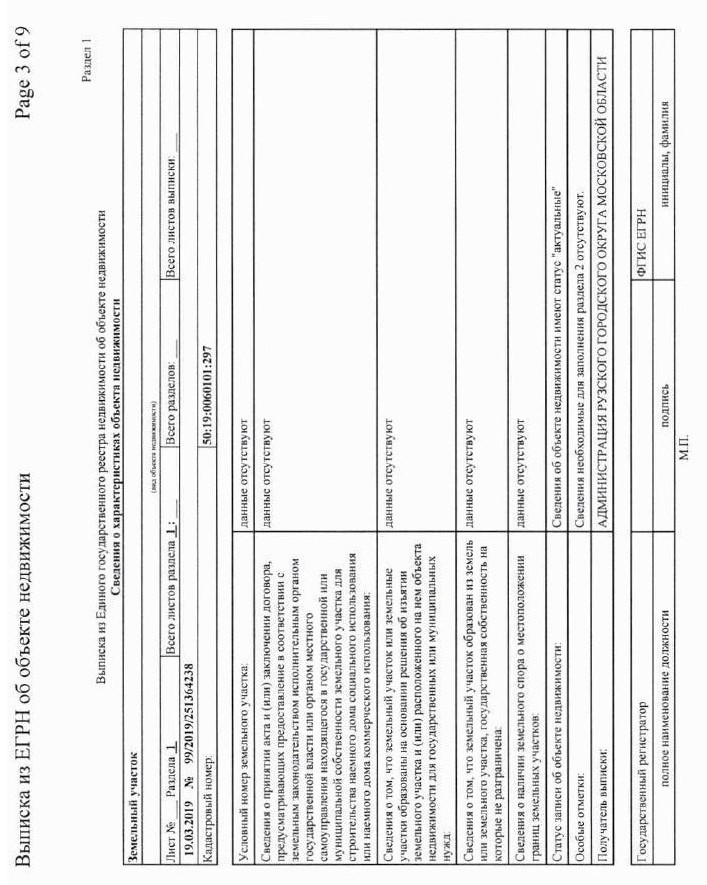 Выписка из ЕГРН об объекте недвижимости
Page 3 of 9
Раздел 1
Выписка из Единого государственного реестра недвижимости об объекте недвижимости
Сведения о характеристиках объекта недвижимости
Земельный участок
(вид объекта недвижимости)
Лист № ___ Раздела 1
Всего листов раздела 1 : ___
Всего разделов: ___
Всего листов выписки: ___
19.03.2019 № 99/2019/251364238
Кадастровый номер:
50:19:0060101:297
Условный номер земельного участка:
данные отсутствуют
Сведения о принятии акта и (или) заключении договора,
предусматривающих предоставление в соответствии с
земельным законодательством исполнительным органом
государственной власти или органом местного
самоуправления находящегося в государственной или
муниципальной собственности земельного участка для
строительства наемного дома социального использования
или наемного дома коммерческого использования:
данные отсутствуют
Сведения о том, что земельный участок или земельные
участки образованы на основании решения об изъятии
земельного участка и (или) расположенного на нем объекта
недвижимости для государственных или муниципальных
нужд:
данные отсутствуют
Сведения о том, что земельный участок образован из земель
или земельного участка, государственная собственность на
которые не разграничена:
данные отсутствуют
Сведения о наличии земельного спора о местоположении
границ земельных участков:
данные отсутствуют
Статус записи об объекте недвижимости:
Сведения об объекте недвижимости имеют статус "актуальные"
Особые отметки:
Сведения необходимые для заполнения раздела 2 отсутствуют.
Получатель выписки:
АДМИНИСТРАЦИЯ РУЗСКОГО ГОРОДСКОГО ОКРУГА МОСКОВСКОЙ ОБЛАСТИ
Государственный регистратор
ФГИС ЕГРН
полное наименование должности
подпись
инициалы, фамилия
М.П.